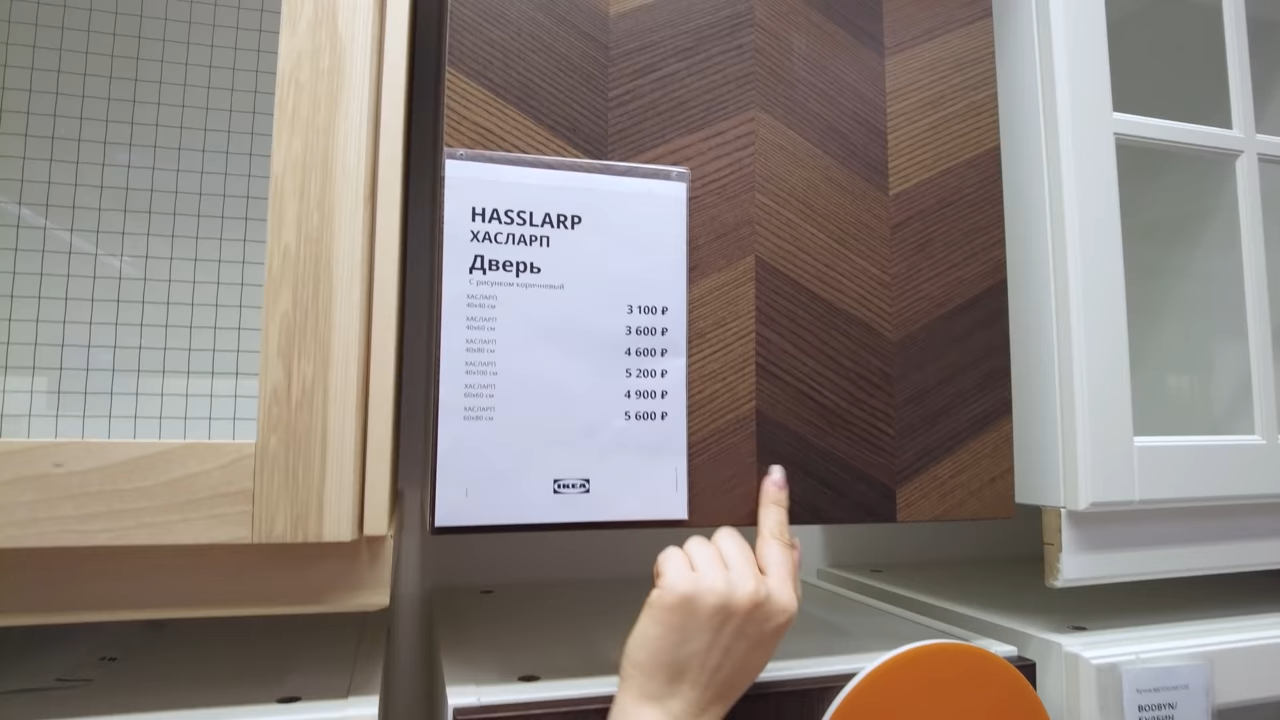 HASSLARP
ХАСЛАРП
Дверь
С рисунком коричневый
ХАСЛАРП
40x40 см
3 100 ₽
ХАСЛАРП
40x60 см
3 600 ₽
ХАСЛАРП
40x80 см
4 600 ₽
ХАСЛАРП
40x100 см
5 200 ₽
ХАСЛАРП
60x60 см
4 900 ₽
ХАСЛАРП
60x80 см
5 600 ₽
IKEA
BODBYN/